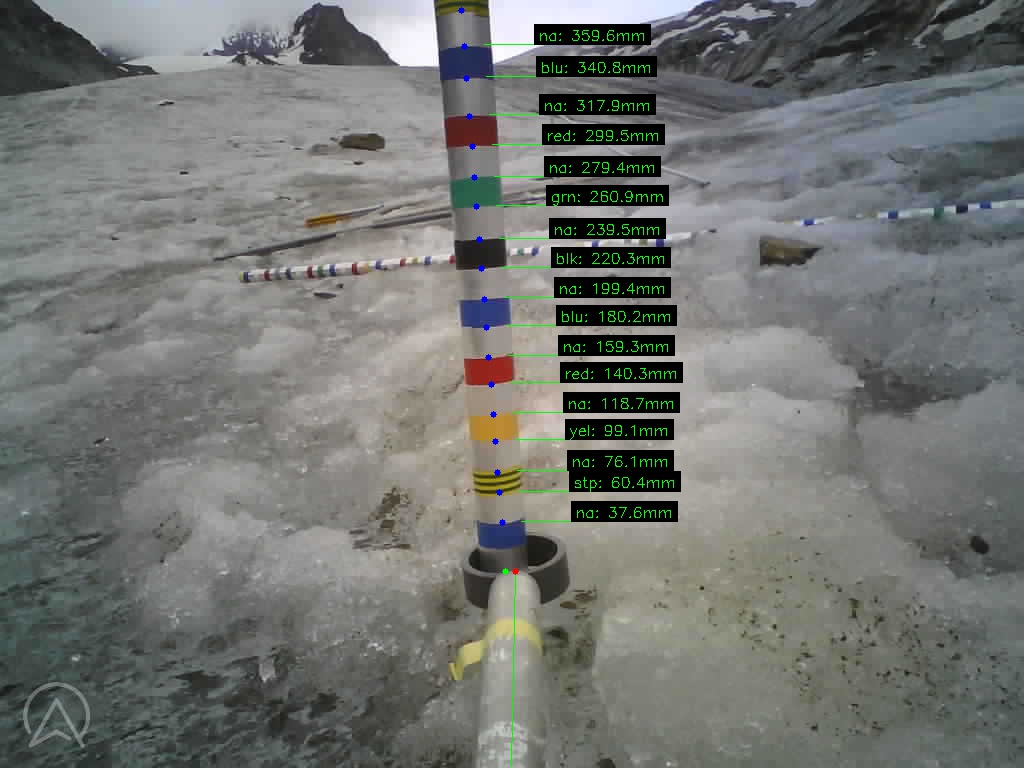 na: 359.6mm
blu: 340.8mm
na: 317.9mm
red: 299.5mm
na: 279.4mm
grn: 260.9mm
na: 239.5mm
blk: 220.3mm
na: 199.4mm
blu: 180.2mm
na: 159.3mm
red: 140.3mm
na: 118.7mm
yel: 99.1mm
na: 76.1mm
stp: 60.4mm
na: 37.6mm